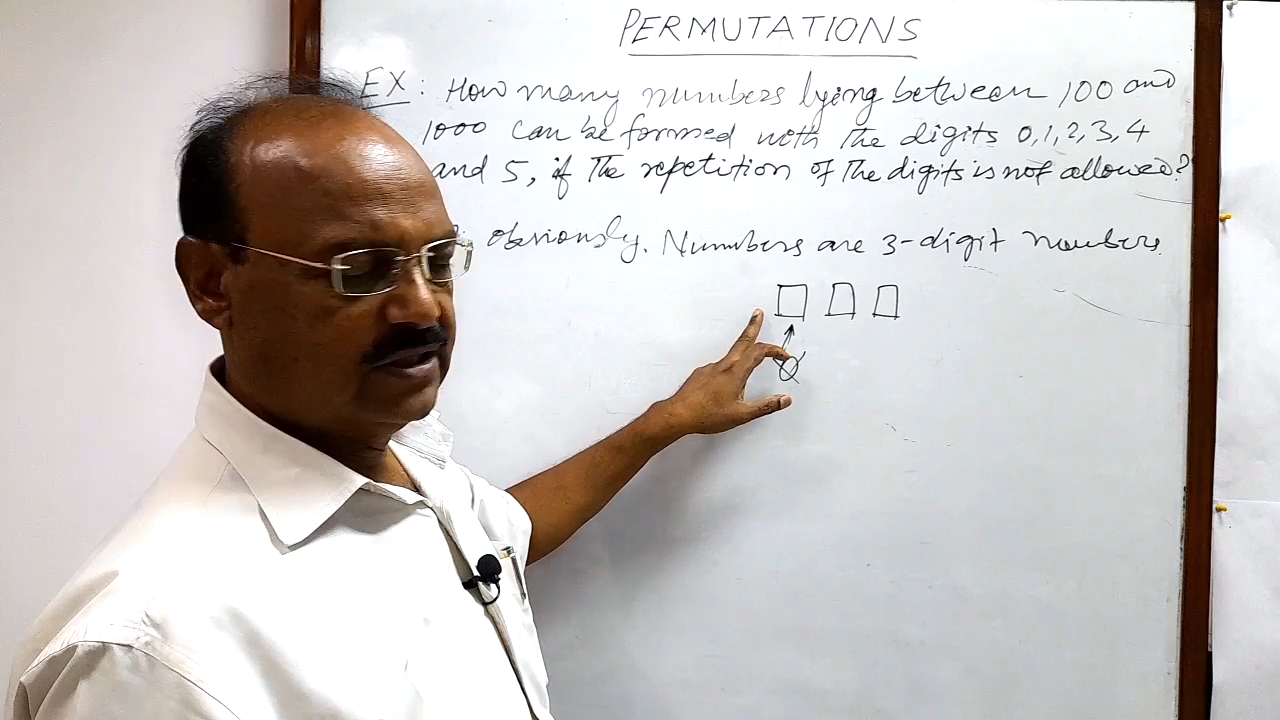 PERMUTATIONS
EX: How many numbers lying between 100 and
1000 can be formed with the digits 0,1,2,3,4
and 5, if the repetition of the digits is not allowed?
obviously. Numbers are 3-digit numbers.
0